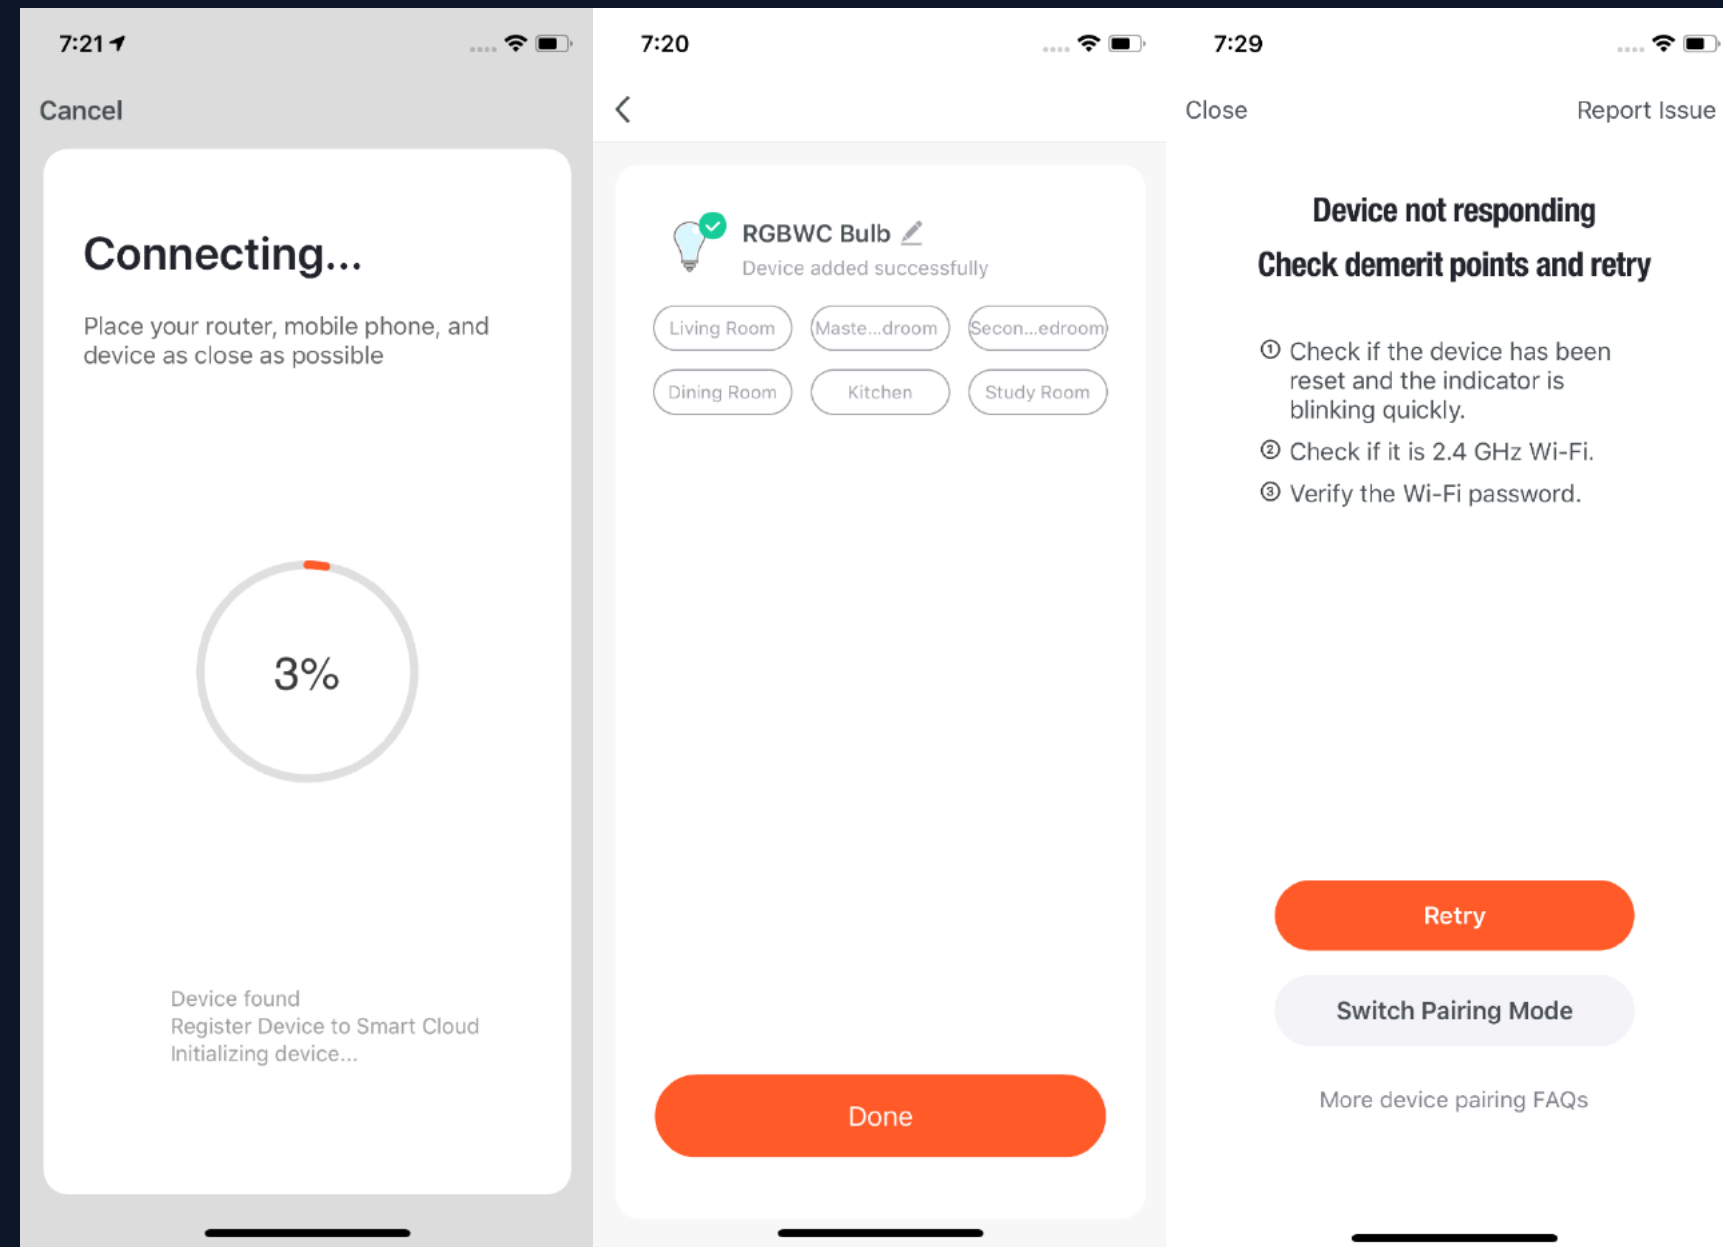 7:21
Cancel
Connecting...
Place your router, mobile phone, and
device as close as possible
3%
Device found
Register Device to Smart Cloud
Initializing device...
7:20
RGBWC Bulb
Device added successfully
Living Room
Maste...droom
Secon...edroom
Dining Room
Kitchen
Study Room
Done
7:29
Close
Report Issue
Device not responding
Check demerit points and retry
① Check if the device has been
reset and the indicator is
blinking quickly.
② Check if it is 2.4 GHz Wi-Fi.
③ Verify the Wi-Fi password.
Retry
Switch Pairing Mode
More device pairing FAQs